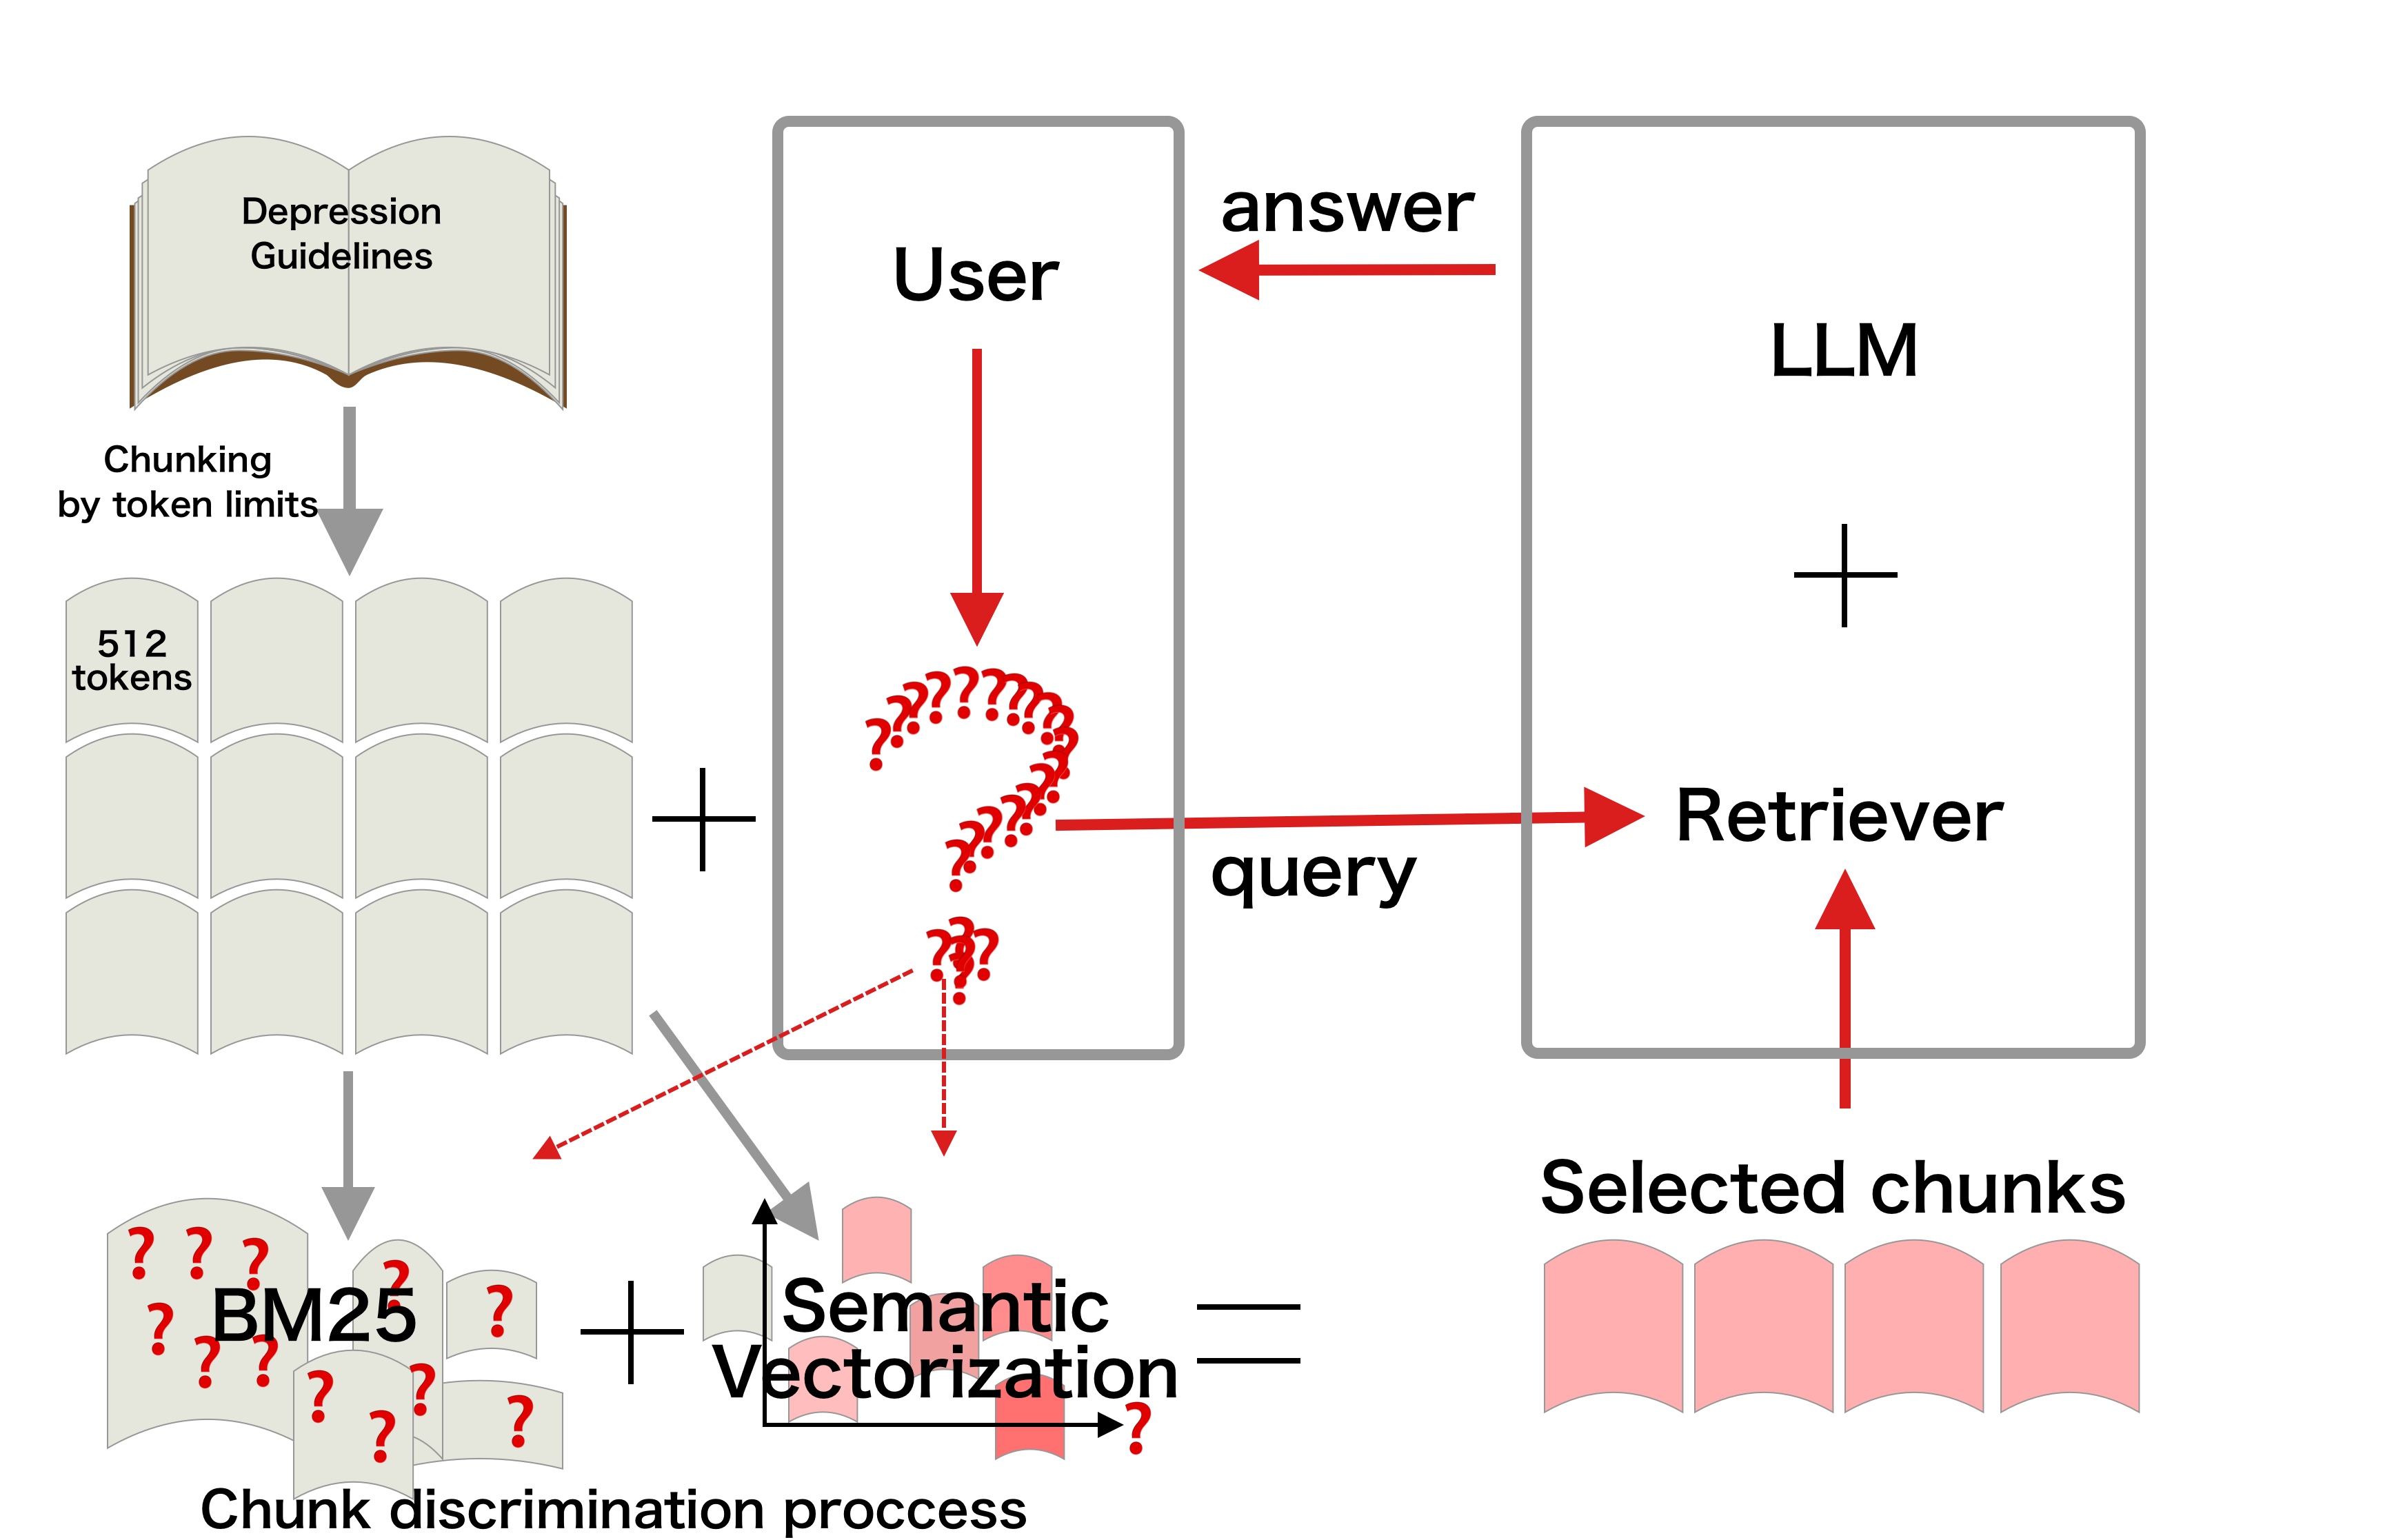 Depression
Guidelines
Chunking
by token limits
512
tokens
User
answer
LLM
Retriever
query
Selected chunks
BM25
Semantic
Vectorization
Chunk discrimination proccess